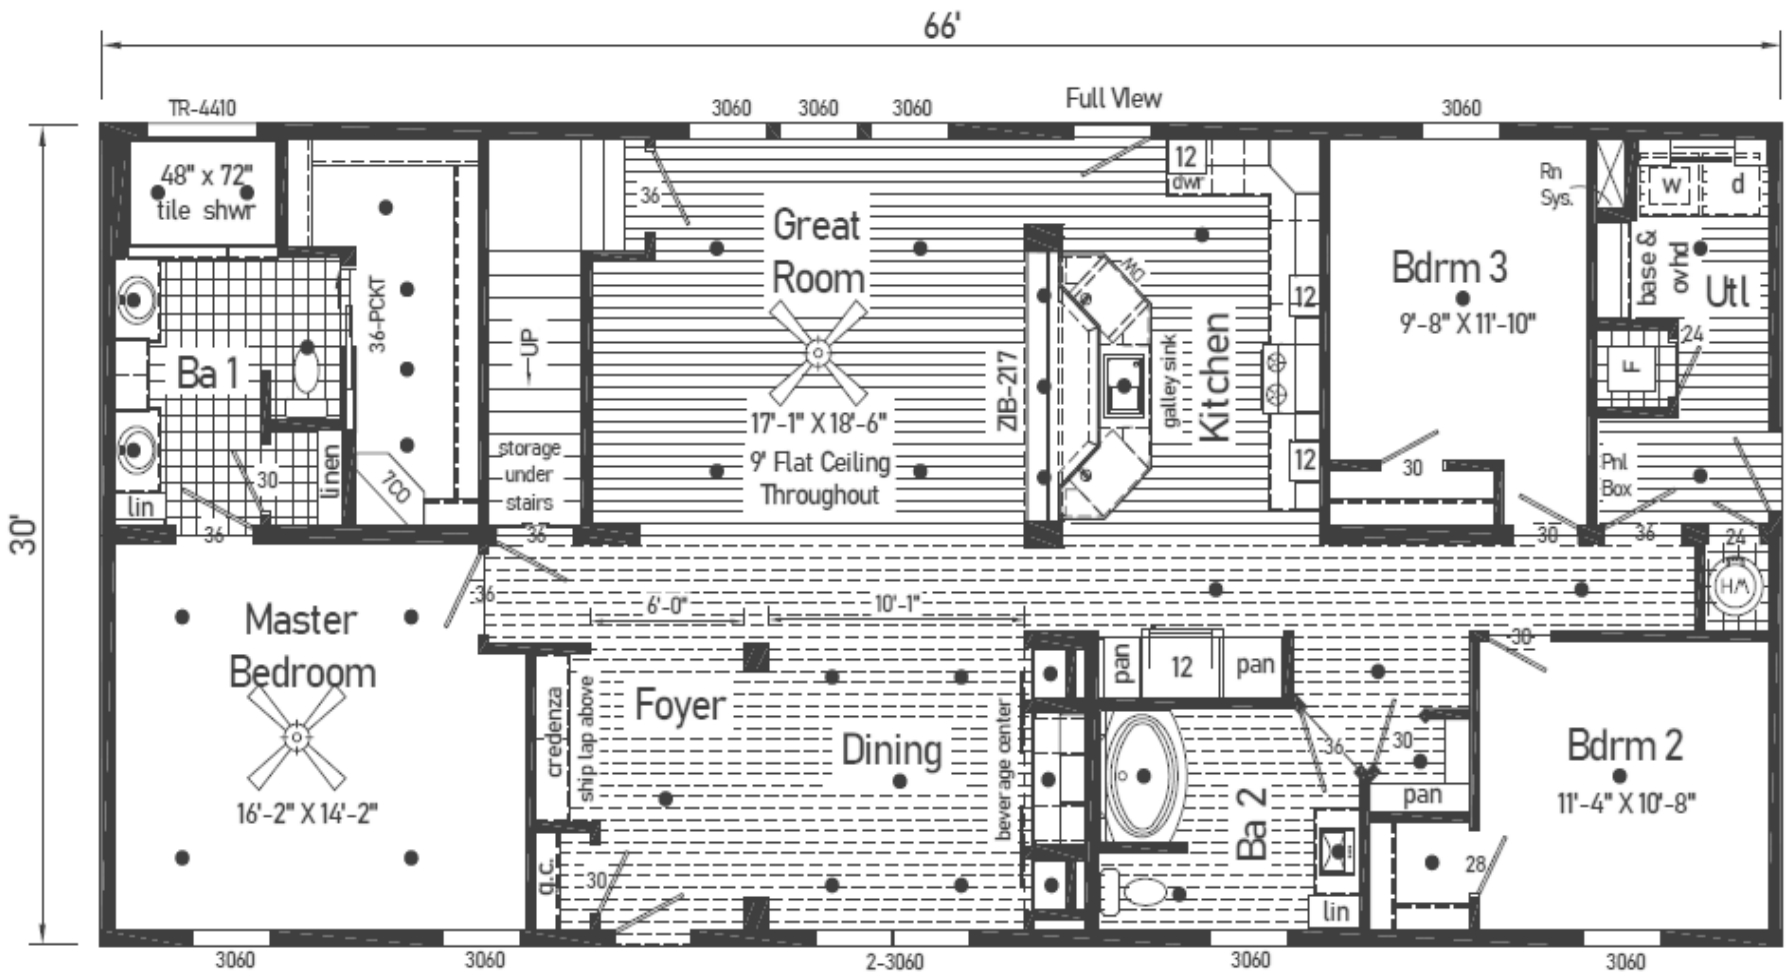 66'
TR-4410
3060
3060
3060
Full View
3060
30'
48" x 72"
tile shwr
36-PCKT
Ba 1
30
linen
lin
36
7C0
UP
storage
under
stairs
36
36
Great
Room
17'-1" X 18'-6"
9' Flat Ceiling
Throughout
ZIB-217
12
dwr
DW
galley sink
Kitchen
12
12
Bdrm 3
9'-8" X 11'-10"
30
Rn
Sys.
w
d
base &
ovhd
Utl
24
F
Pnl
Box
30
36
24
WH
36
6'-0"
10'-1"
Master
Bedroom
16'-2" X 14'-2"
credenza
ship lap above
Foyer
g.c.
30
Dining
beverage center
pan
12
pan
36
30
pan
Ba 2
lin
30
Bdrm 2
11'-4" X 10'-8"
28
3060
3060
2-3060
3060
3060